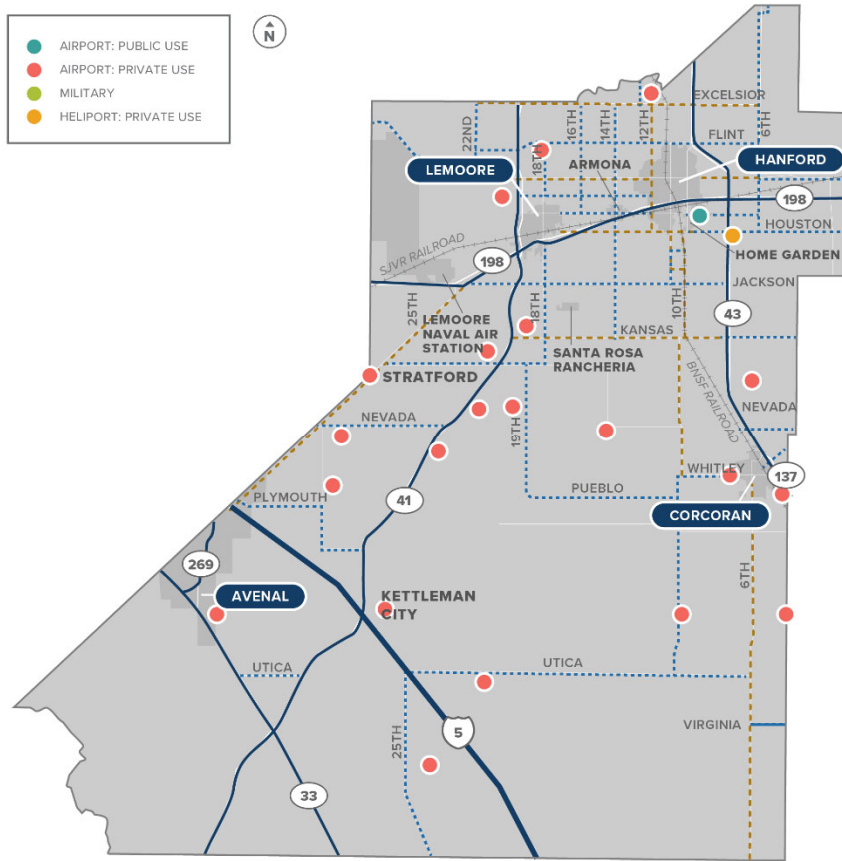 N
AIRPORT: PUBLIC USE
AIRPORT: PRIVATE USE
MILITARY
HELIPORT: PRIVATE USE
EXCELSIOR
22ND
16TH
14TH
12TH
6TH
FLINT
18TH
ARMONA
LEMOORE
HANFORD
198
HOUSTON
SJVR RAILROAD
198
HOME GARDEN
JACKSON
25TH
LEMOORE
NAVAL AIR
STATION
18TH
10TH
43
KANSAS
SANTA ROSA
RANCHERIA
STRATFORD
BNSF RAILROAD
NEVADA
NEVADA
19TH
WHITLEY
137
PLYMOUTH
41
PUEBLO
CORCORAN
269
6TH
AVENAL
KETTLEMAN
CITY
UTICA
UTICA
25TH
5
VIRGINIA
33